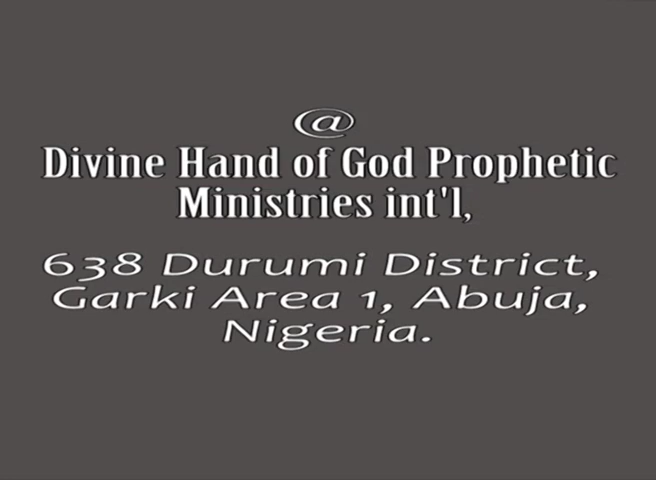 @
Divine Hand of God Prophetic
Ministries int'l,
638 Durumi District,
Garki Area 1, Abuja,
Nigeria.